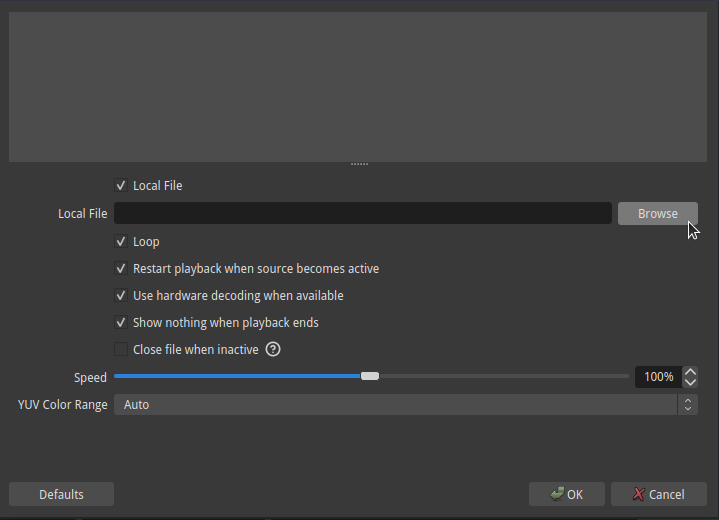 Local File
Local File Browse
Loop
Restart playback when source becomes active
Use hardware decoding when available
Show nothing when playback ends
Close file when inactive ?
Speed 100%
YUV Color Range Auto
Defaults OK Cancel